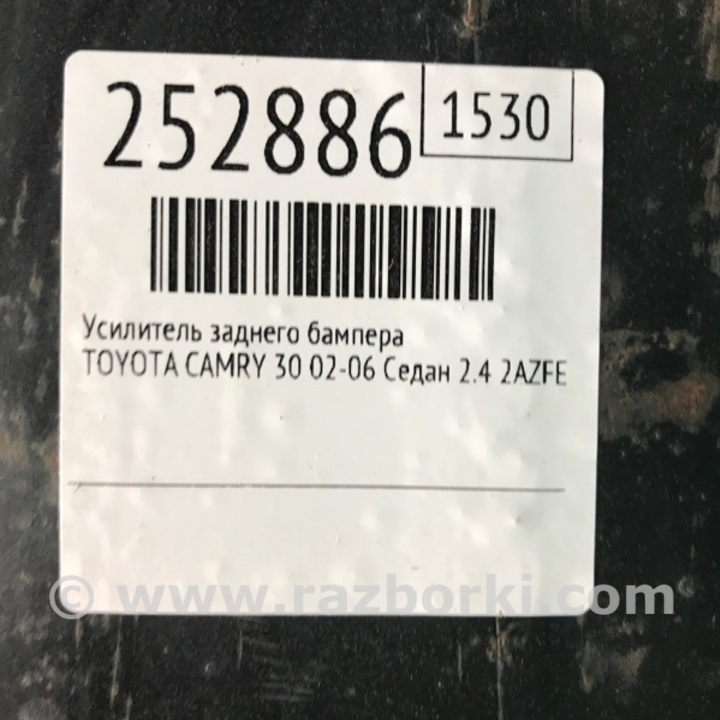 252886
1530
Усилитель заднего бампера
TOYOTA CAMRY 30 02-06 Седан 2.4 2AZFE
© www.razborki.com